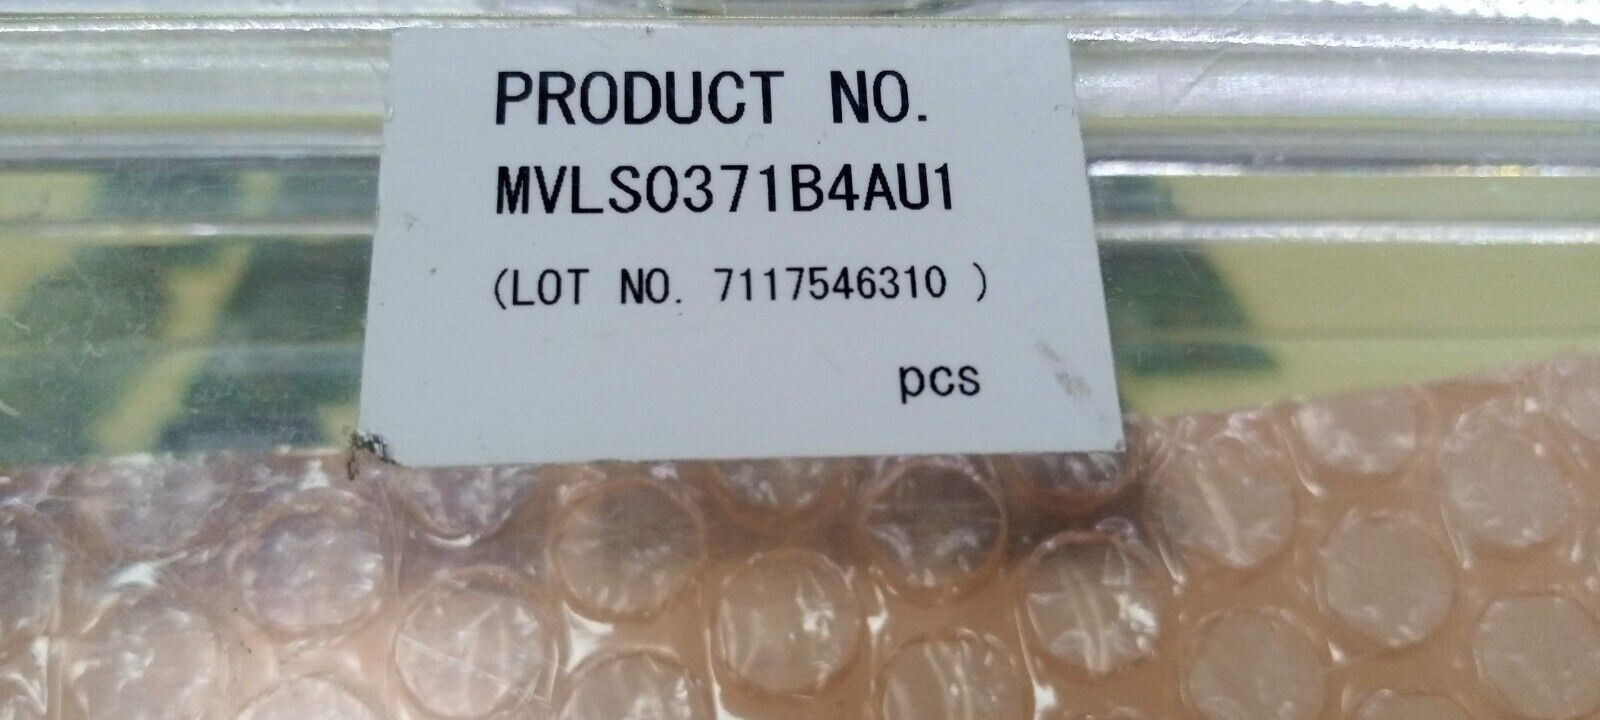 PRODUCT NO.
MVLS0371B4AU1
(LOT NO. 7117546310 )
pcs